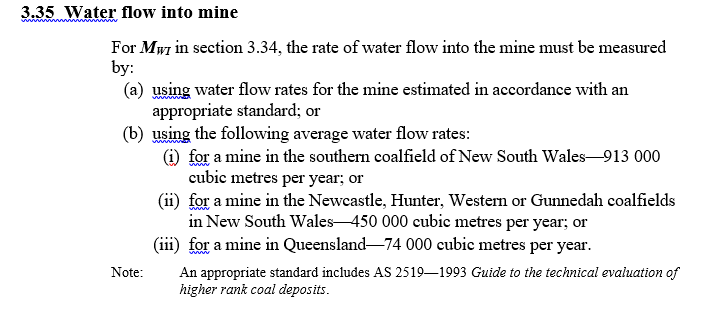 3.35 Water flow into mine
For MWI in section 3.34, the rate of water flow into the mine must be measured
by:
(a) using water flow rates for the mine estimated in accordance with an
appropriate standard; or
(b) using the following average water flow rates:
(i) for a mine in the southern coalfield of New South Wales—913 000
cubic metres per year; or
(ii) for a mine in the Newcastle, Hunter, Western or Gunnedah coalfields
in New South Wales—450 000 cubic metres per year; or
(iii) for a mine in Queensland—74 000 cubic metres per year.
Note: An appropriate standard includes AS 2519—1993 Guide to the technical evaluation of
higher rank coal deposits.